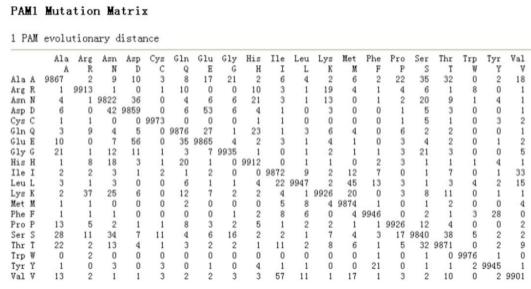 PAM1 Mutation Matrix
1 PAM evolutionary distance
Ala Arg Asn Asp Cys Gln Glu Gly His Ile Leu Lys Met Phe Pro Ser Thr Trp Tyr Val
A R N D C Q E G H I L K M F P S T W Y V
Ala A 9867 2 9 10 3 8 17 21 2 6 4 2 6 2 22 35 32 0 2 18
Arg R 1 9913 1 0 1 10 0 0 10 3 1 19 4 1 4 6 1 8 0 1
Asn N 4 1 9822 36 0 4 6 6 21 3 1 13 0 1 2 20 9 1 4 1
Asp D 6 0 42 9859 0 6 53 6 4 1 0 3 0 0 1 5 3 0 0 1
Cys C 1 1 0 0 9973 0 0 0 1 1 0 0 0 0 1 5 1 0 3 2
Gln Q 3 9 4 5 0 9876 27 1 23 1 3 6 4 0 6 2 2 0 0 1
Glu E 10 0 7 56 0 35 9865 4 2 3 1 4 1 0 3 4 2 0 1 2
Gly G 21 1 12 11 1 3 7 9935 1 0 1 2 1 1 3 21 3 0 0 5
His H 1 8 18 3 1 20 1 0 9912 0 1 1 0 2 3 1 1 1 4 1
Ile I 2 2 3 1 2 1 2 0 0 9872 9 2 12 7 0 1 7 0 1 33
Leu L 3 1 3 0 0 6 1 1 4 22 9947 2 45 13 3 1 3 4 2 15
Lys K 2 37 25 6 0 12 7 2 2 4 1 9926 20 0 3 8 11 0 1 1
Met M 1 1 0 0 0 2 0 0 0 5 8 4 9874 1 0 1 2 0 0 4
Phe F 1 1 1 0 0 0 0 1 2 8 6 0 4 9946 0 2 1 3 28 0
Pro P 13 5 2 1 1 8 3 2 5 1 2 2 1 1 9926 12 4 0 0 2
Ser S 28 11 34 7 11 4 6 16 2 2 1 7 4 3 17 9840 38 5 2 2
Thr T 22 2 13 4 1 3 2 2 1 11 2 8 6 1 5 32 9871 0 2 9
Trp W 0 2 0 0 0 0 0 0 0 0 0 0 0 1 0 1 0 9976 1 0
Tyr Y 1 0 3 0 3 0 1 0 4 1 1 0 0 21 0 1 1 2 9945 1
Val V 13 2 1 1 3 2 2 3 3 57 11 1 17 1 3 2 10 0 2 9901